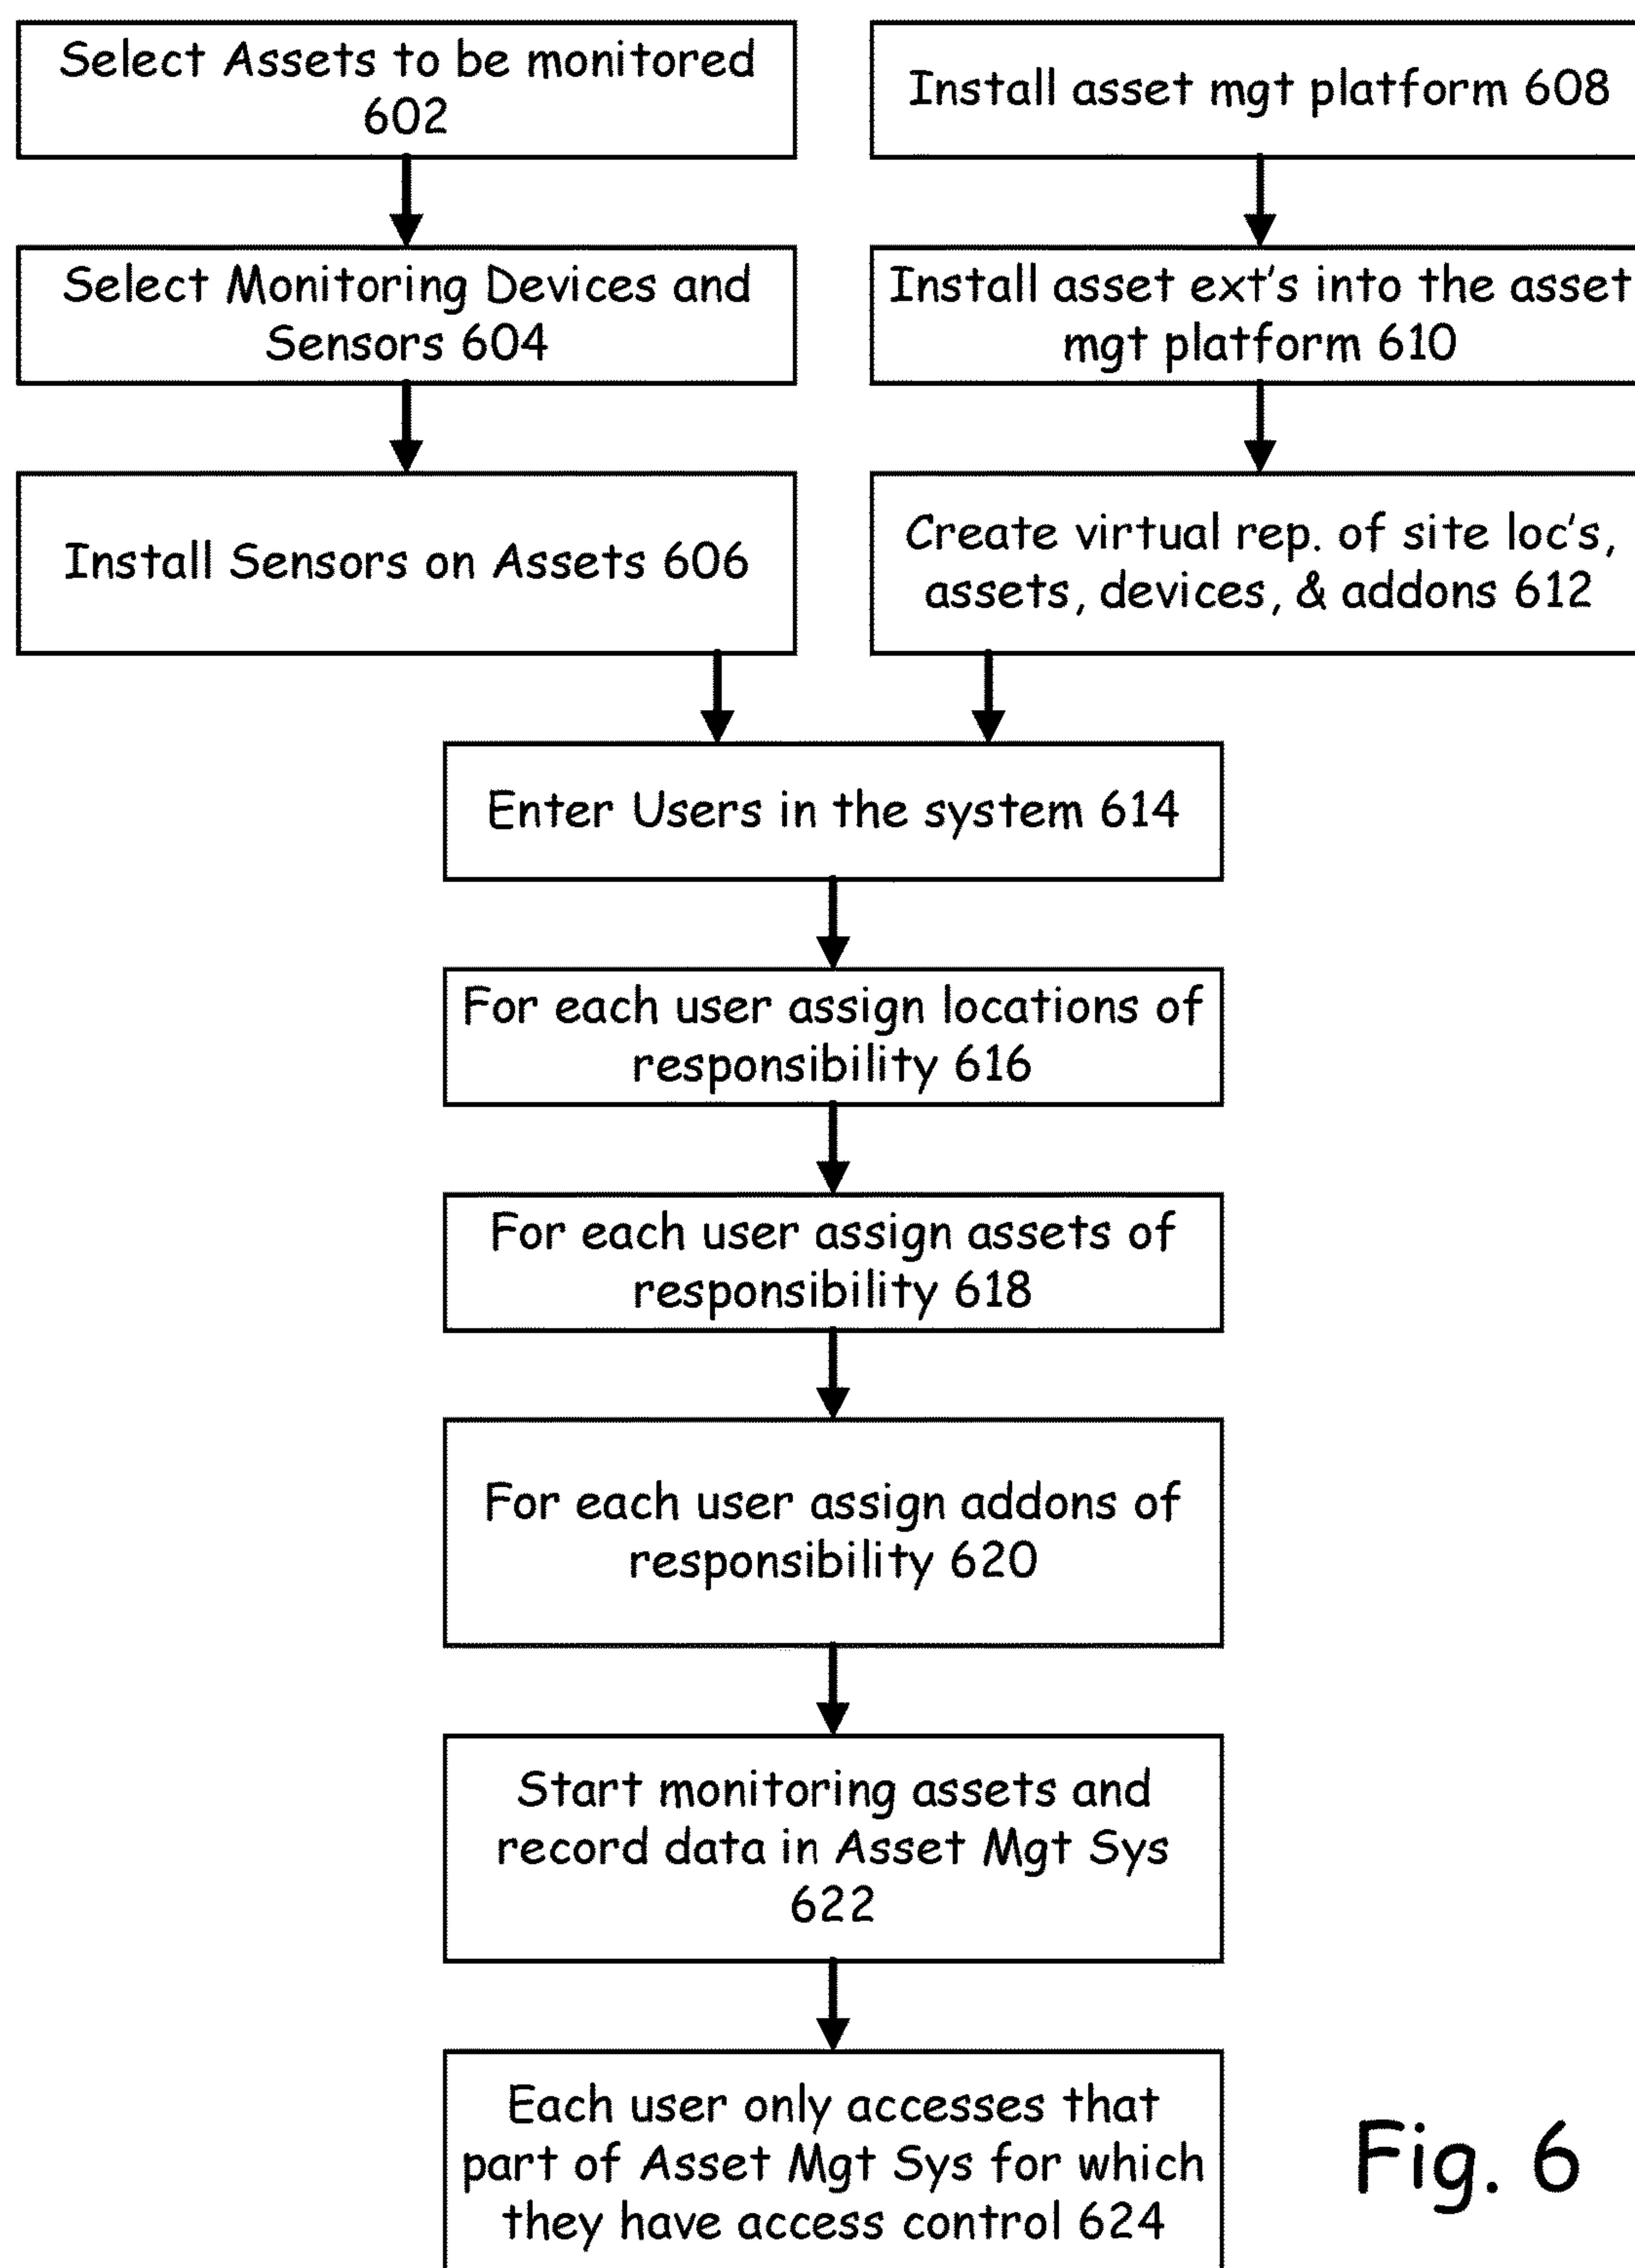 Select Assets to be monitored
602
Install asset mgt platform 608
Select Monitoring Devices and
Sensors 604
Install asset ext's into the asset
mgt platform 610
Install Sensors on Assets 606
Create virtual rep. of site loc's,
assets, devices, & addons 612
Enter Users in the system 614
For each user assign locations of
responsibility 616
For each user assign assets of
responsibility 618
For each user assign addons of
responsibility 620
Start monitoring assets and
record data in Asset Mgt Sys
622
Each user only accesses that
part of Asset Mgt Sys for which
they have access control 624
Fig. 6